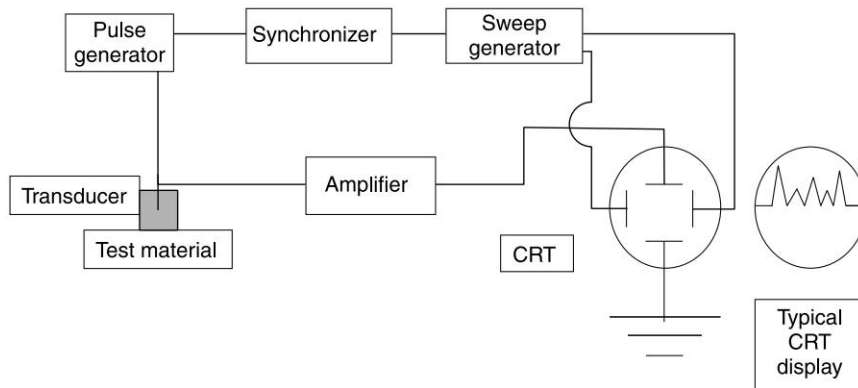 Pulse
generator
Synchronizer
Sweep
generator
Transducer
Amplifier
Test material
CRT
Typical
CRT
display